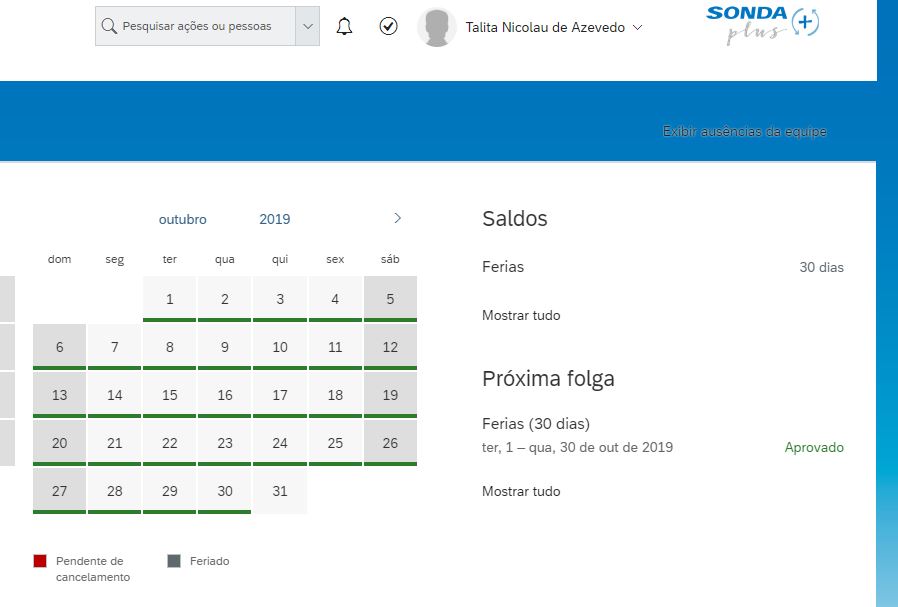 Pesquisar ações ou pessoas
Talita Nicolau de Azevedo
SONDA
plus
Exibir ausências da equipe
outubro 2019
dom seg ter qua qui sex sáb
1 2 3 4 5
6 7 8 9 10 11 12
13 14 15 16 17 18 19
20 21 22 23 24 25 26
27 28 29 30 31
Pendente de
cancelamento
Feriado
Saldos
Ferias 30 dias
Mostrar tudo
Próxima folga
Ferias (30 dias)
ter, 1 – qua, 30 de out de 2019 Aprovado
Mostrar tudo